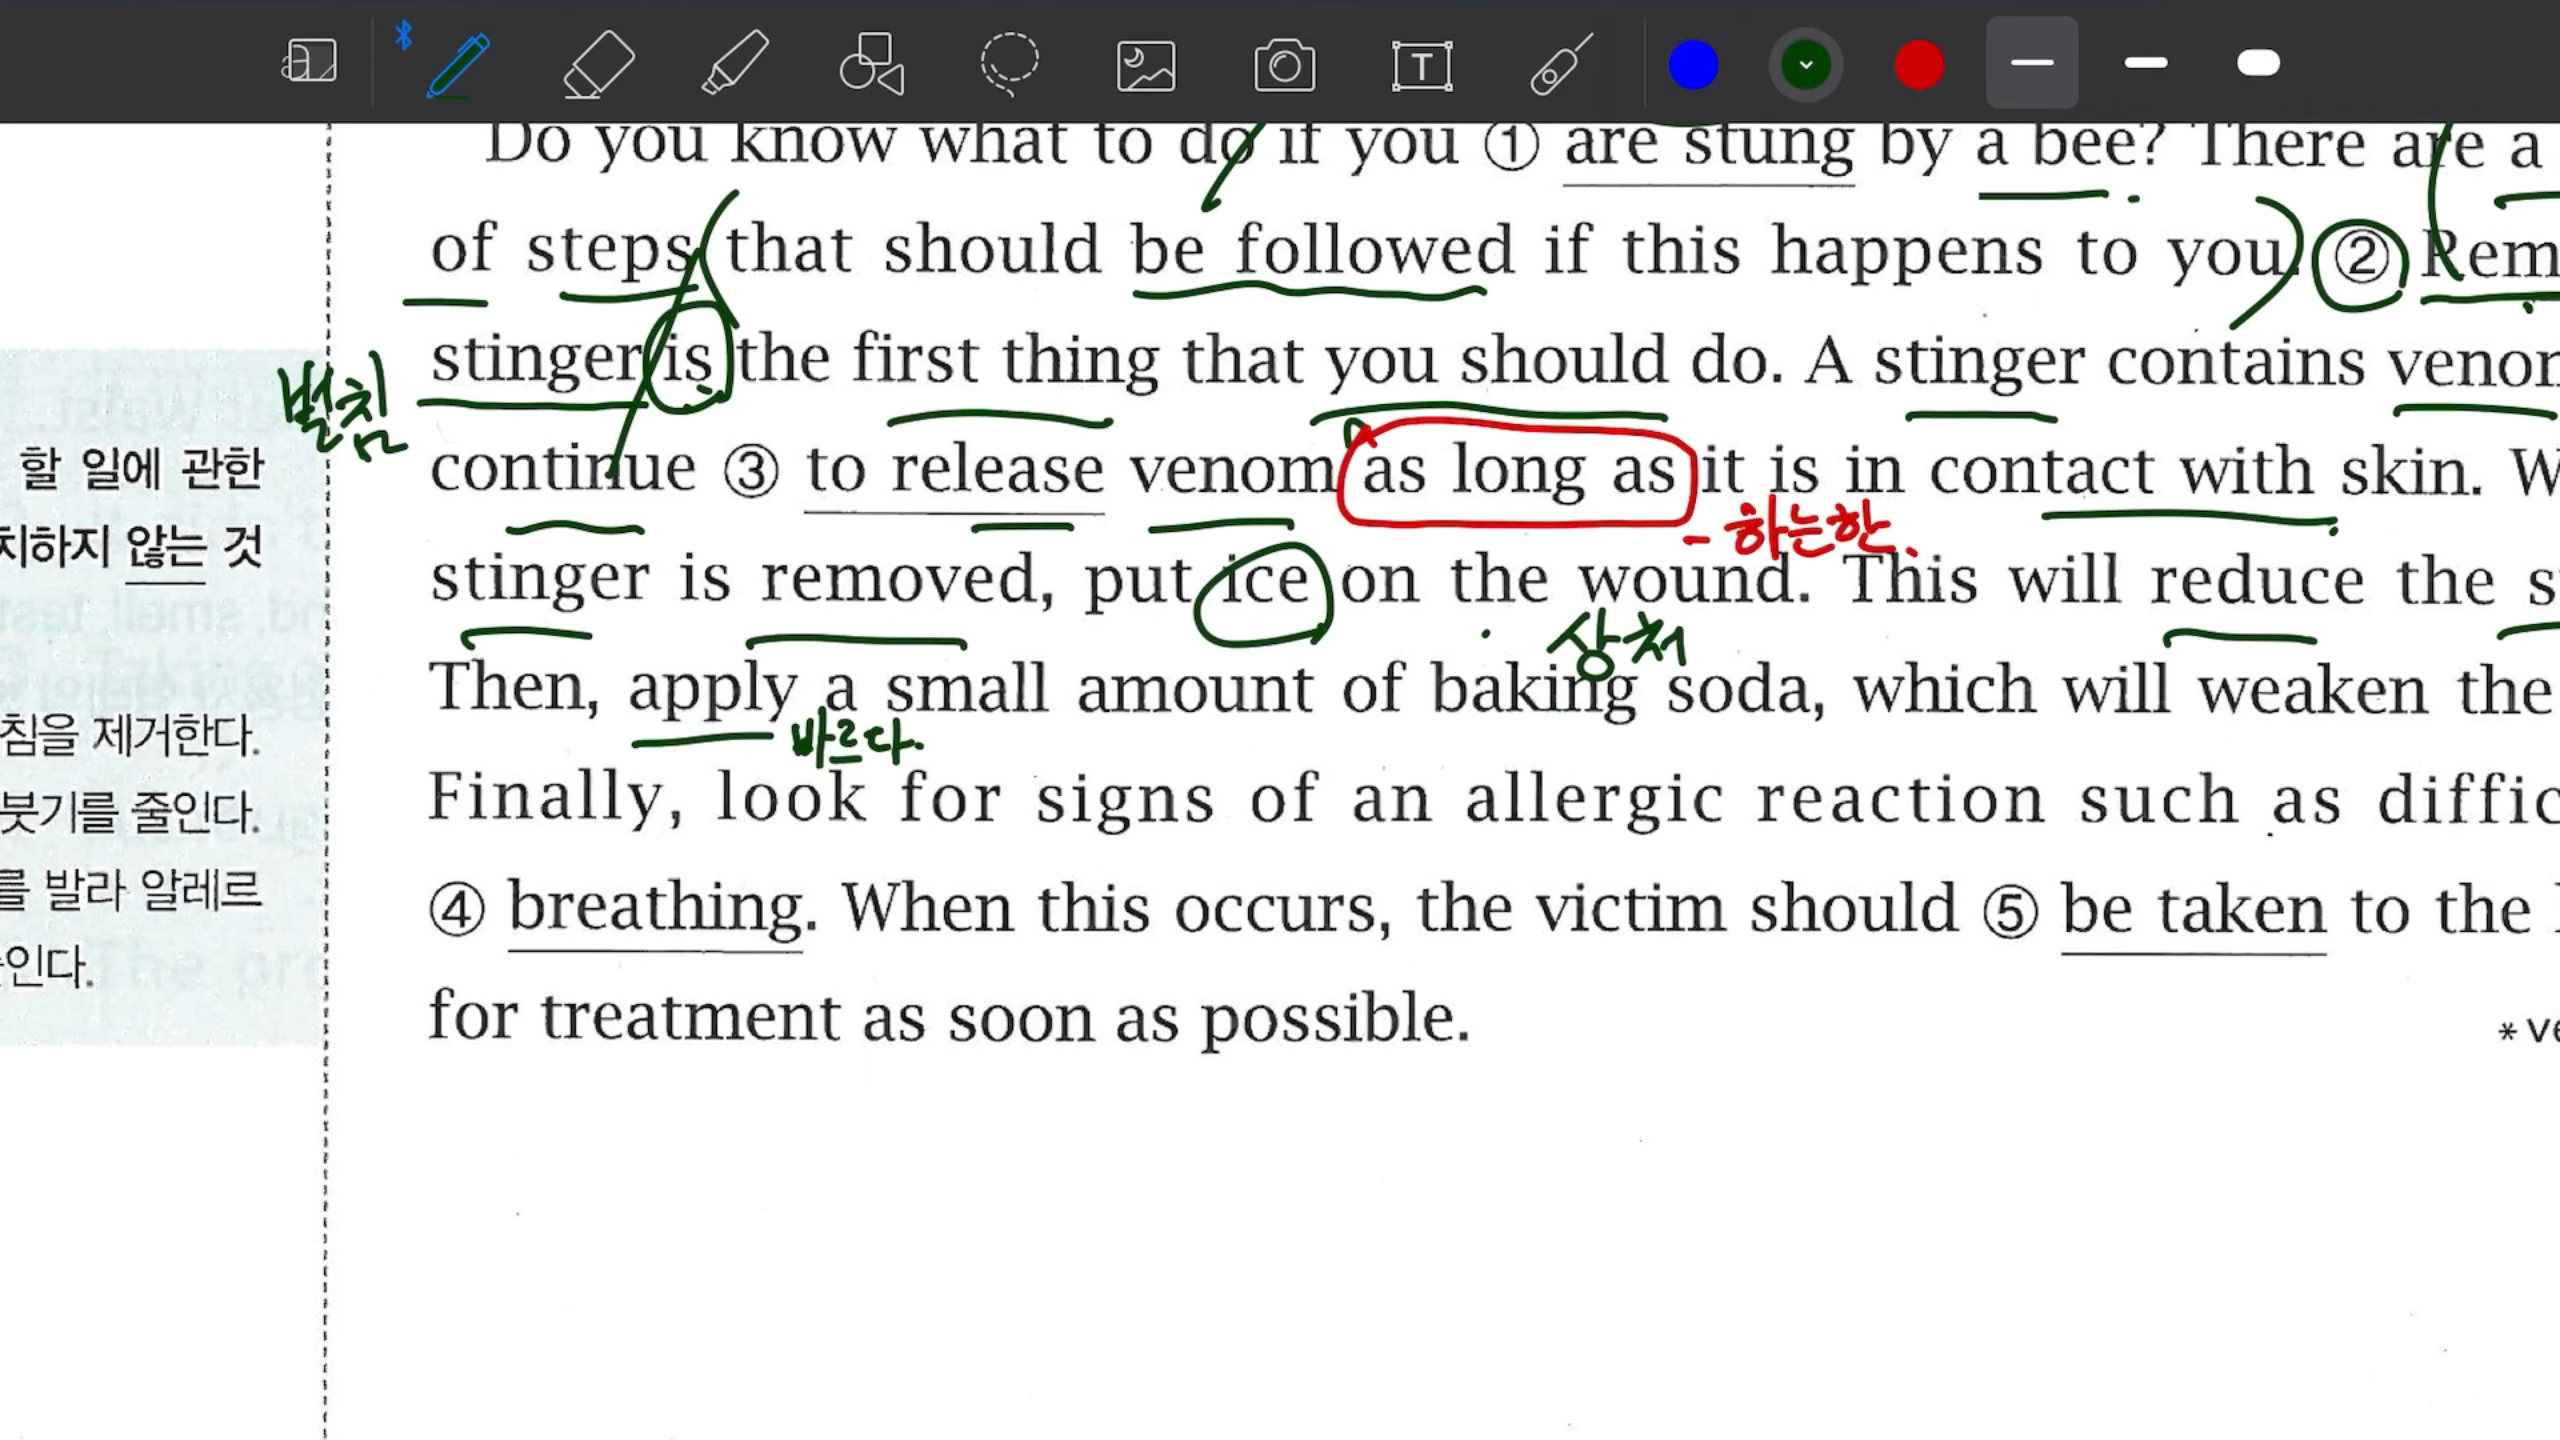 Do you know what to do if you ① are stung by a bee? There are a
of steps that should be followed if this happens to you. ② Rem
stinger is the first thing that you should do. A stinger contains venom
벌침
continue ③ to release venom as long as it is in contact with skin. W
- 하는한.
stinger is removed, put ice on the wound. This will reduce the s
상처
Then, apply a small amount of baking soda, which will weaken the
바르다.
Finally, look for signs of an allergic reaction such as diffic
④ breathing. When this occurs, the victim should ⑤ be taken to the
for treatment as soon as possible.
* ve
할 일에 관한
치하지 않는 것
침을 제거한다.
붓기를 줄인다.
를 발라 알레르
인다.